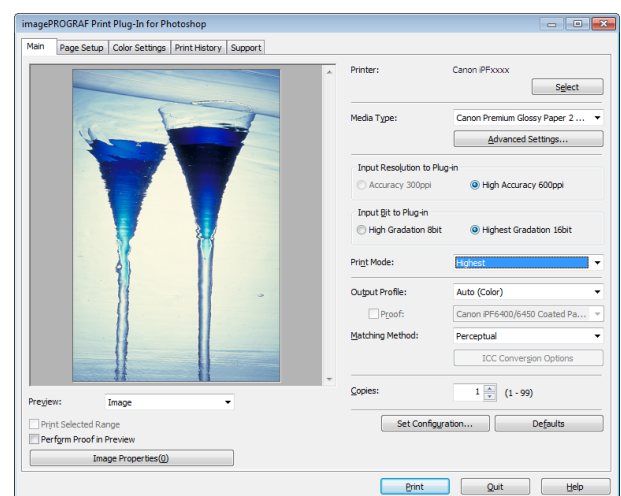 imagePROGRAF Print Plug-In for Photoshop
Main Page Setup Color Settings Print History Support
Printer: Canon iPFxxxx
Select
Media Type: Canon Premium Glossy Paper 2 ...
Advanced Settings...
Input Resolution to Plug-in
Accuracy 300ppi High Accuracy 600ppi
Input Bit to Plug-in
High Gradation 8bit Highest Gradation 16bit
Print Mode: Highest
Output Profile: Auto (Color)
Proof: Canon iPF6400/6450 Coated Pa...
Matching Method: Perceptual
ICC Conversion Options
Copies: 1 (1 - 99)
Preview: Image
Print Selected Range
Perform Proof in Preview
Set Configuration... Defaults
Image Properties(0)
Print Quit Help